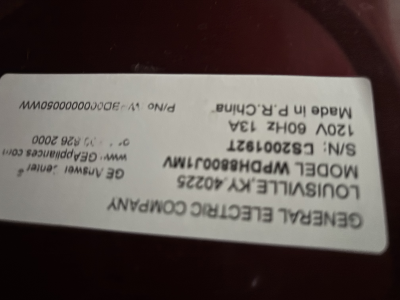 GENERAL ELECTRIC COMPANY
LOUISVILLE,KY.40225
MODEL WPDH8800J1MV
S/N: CS200192T
120V 60Hz 13A
Made in P.R.China
GE Answer Center
www.GEAppliances.com
626 2000
P/No